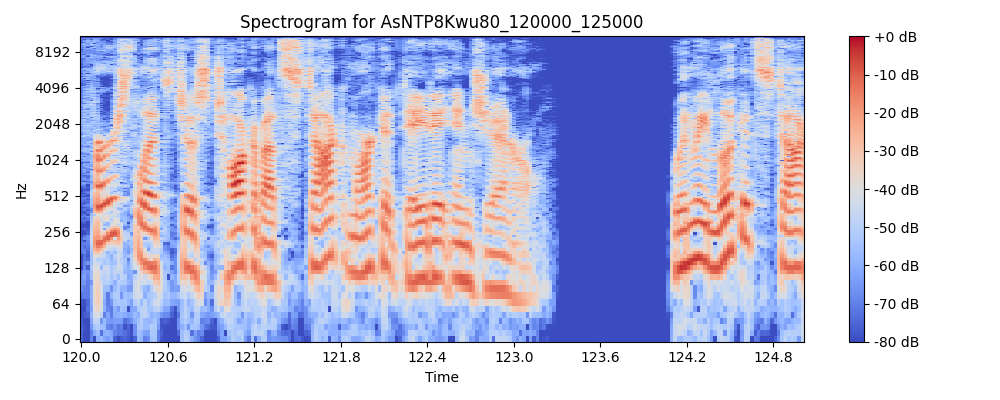 Spectrogram for AsNTP8Kwu80_120000_125000
8192
4096
2048
1024
512
256
128
64
0
Hz
120.0 120.6 121.2 121.8 122.4 123.0 123.6 124.2 124.8
Time
+0 dB
-10 dB
-20 dB
-30 dB
-40 dB
-50 dB
-60 dB
-70 dB
-80 dB